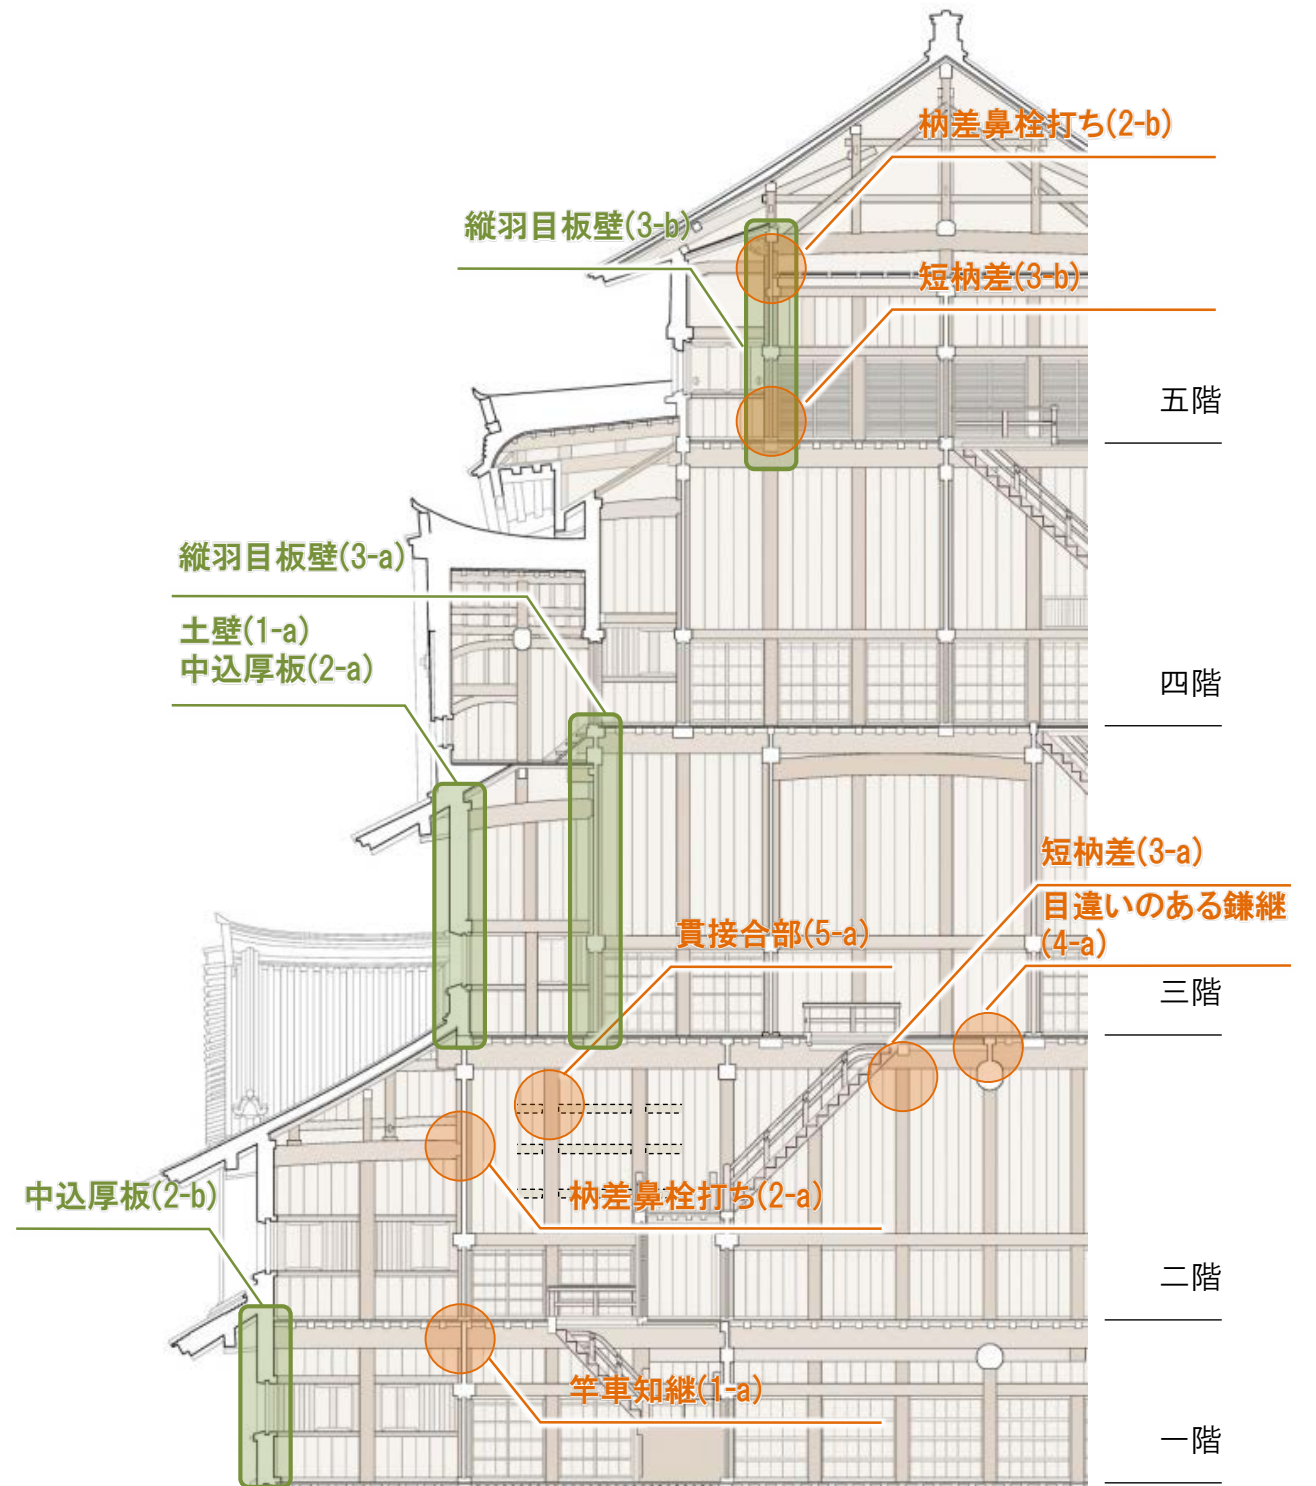 枘差鼻栓打ち(2-b)
縦羽目板壁(3-b)
短枘差(3-b)
五階
縦羽目板壁(3-a)
土壁(1-a)
中込厚板(2-a)
四階
短枘差(3-a)
目違いのある鎌継
(4-a)
貫接合部(5-a)
三階
枘差鼻栓打ち(2-a)
中込厚板(2-b)
二階
竿車知継(1-a)
一階